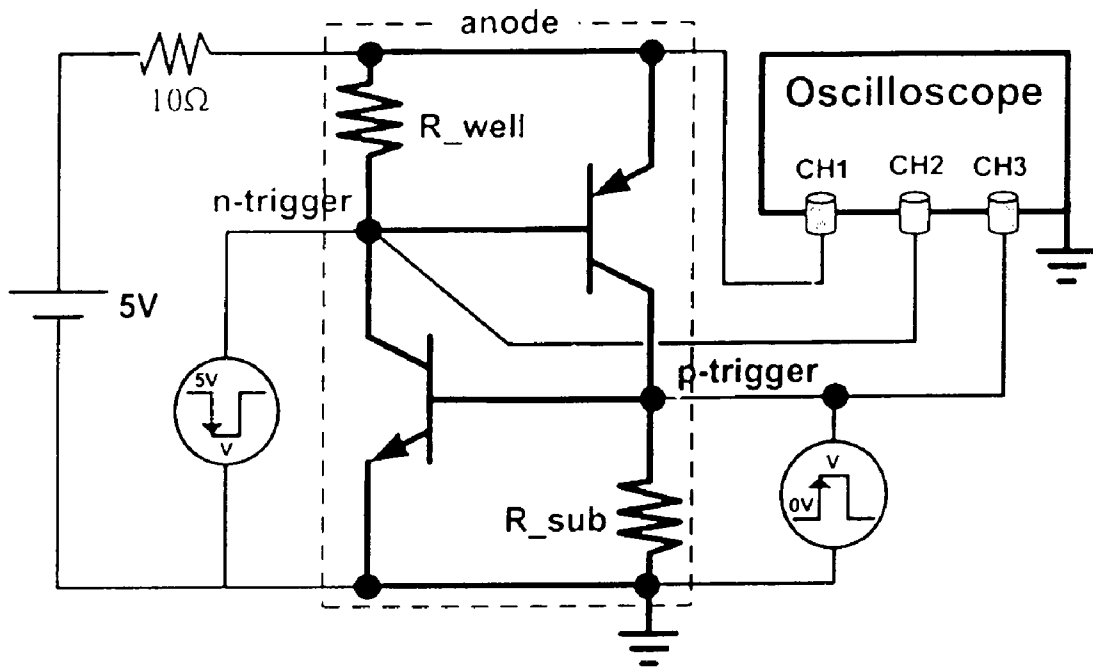 anode
10Ω
R_well
Oscilloscope
CH1
CH2
CH3
n-trigger
5V
p-trigger
5V
V
V
0V
R_sub